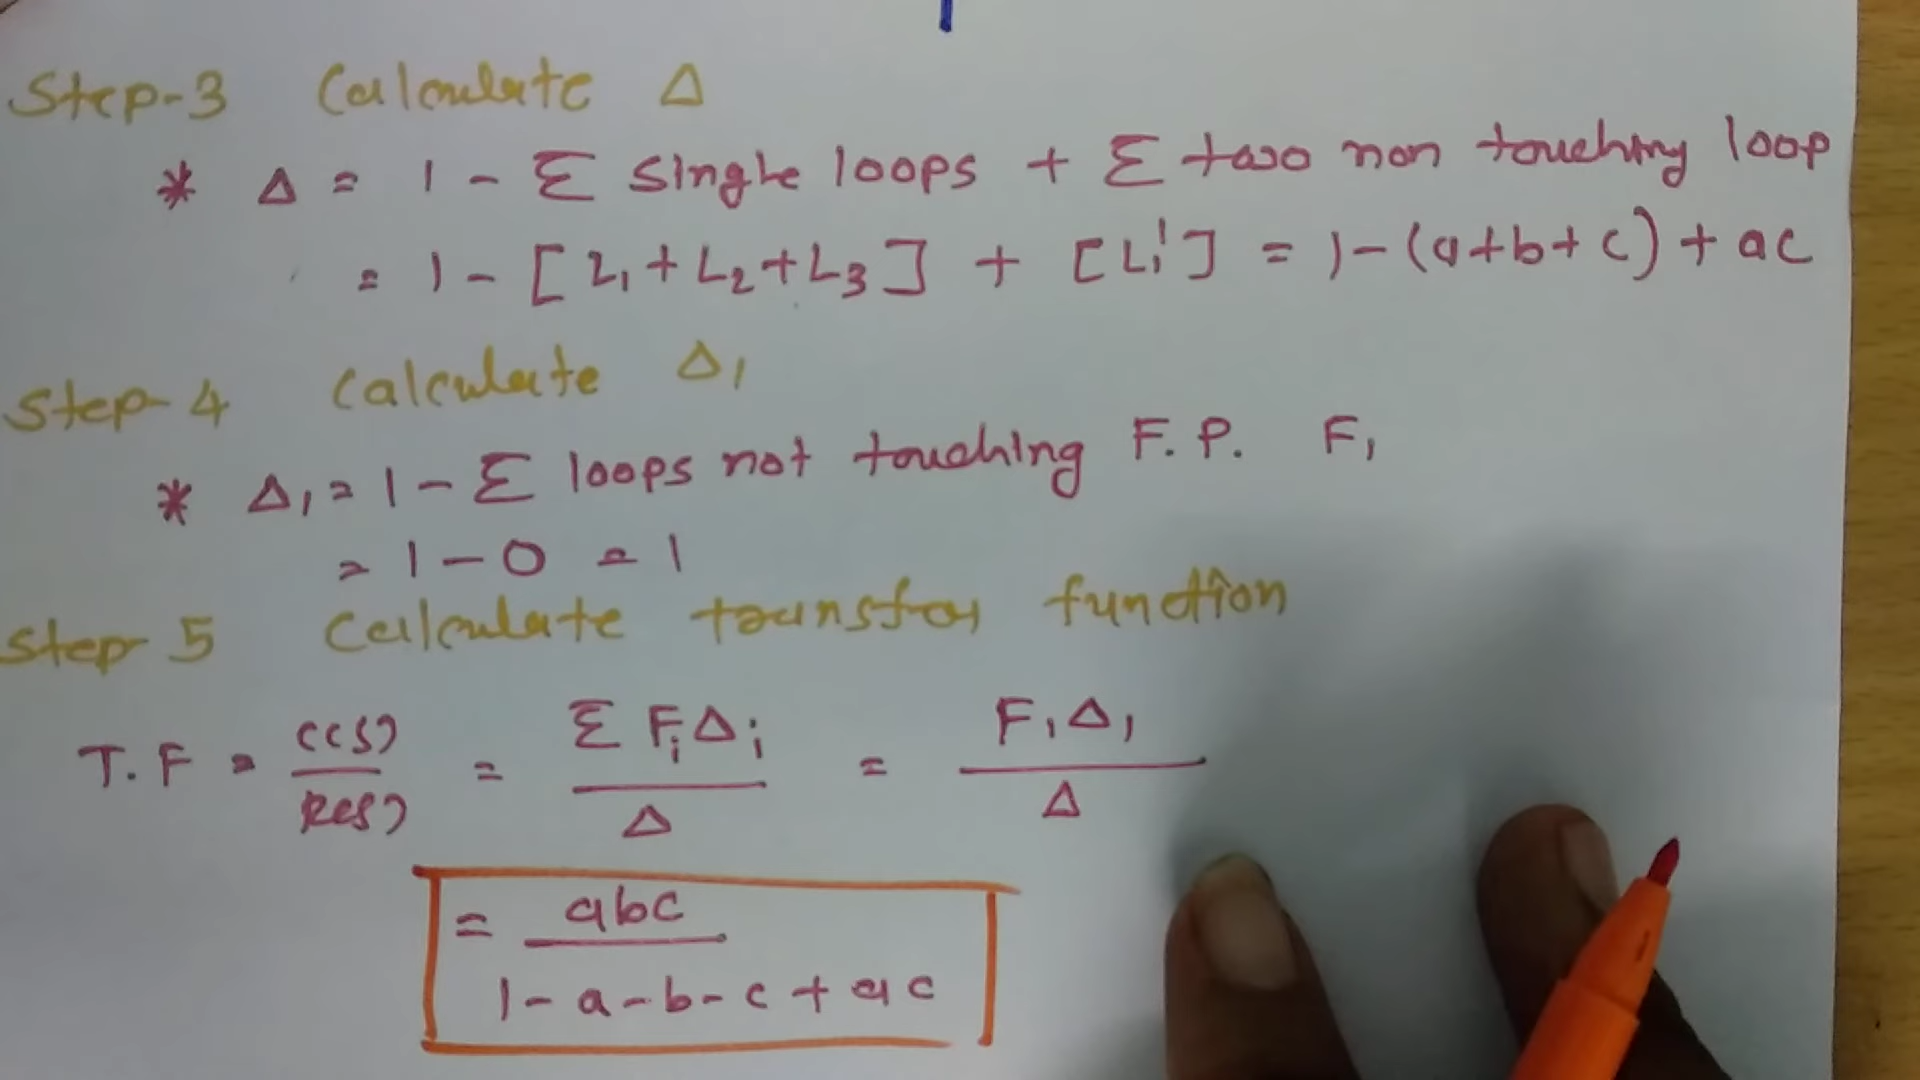 Step-3 Calculate Δ
* Δ = 1 - Σ single loops + Σ two non touching loop
= 1 - [L₁ + L₂ + L₃] + [L₁'] = 1 - (a+b+c) + ac
Step-4 Calculate Δ₁
* Δ₁ = 1 - Σ loops not touching F.P. F₁
= 1 - 0 = 1
Step-5 Calculate transfer function
T.F = C(S)/R(S) = Σ Fᵢ Δᵢ / Δ = F₁Δ₁ / Δ
= abc / 1 - a - b - c + ac